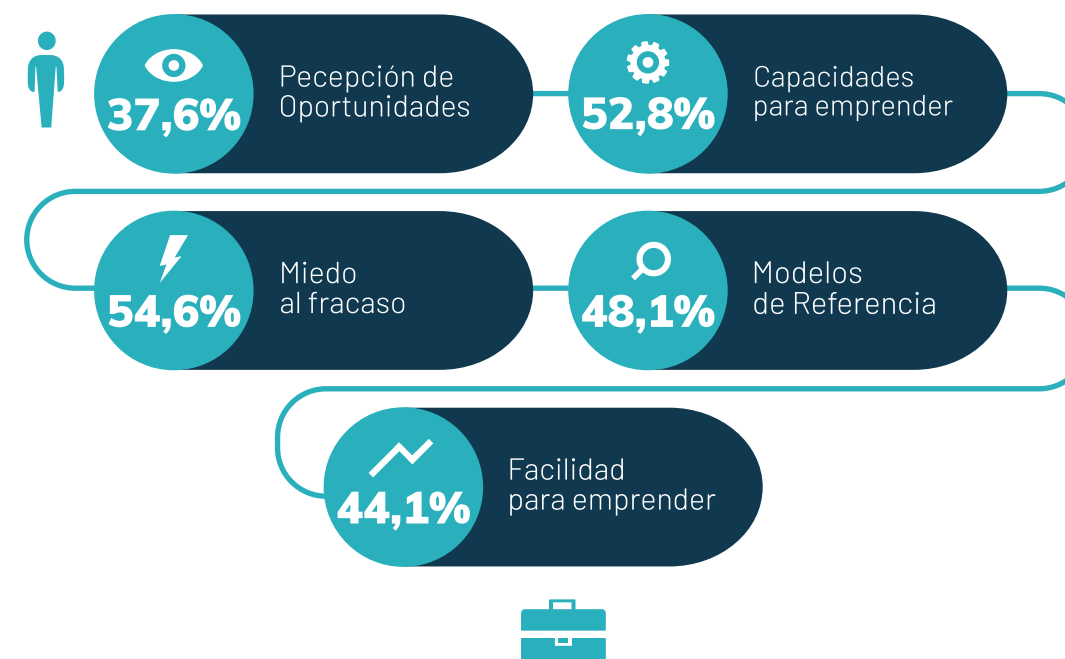 37,6%
Pecepción de
Oportunidades
52,8%
Capacidades
para emprender
54,6%
Miedo
al fracaso
48,1%
Modelos
de Referencia
44,1%
Facilidad
para emprender